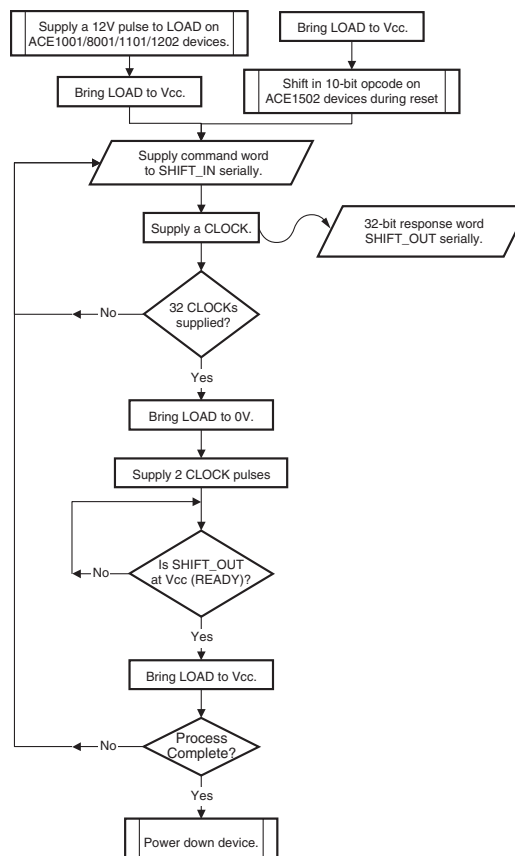 Supply a 12V pulse to LOAD on
ACE1001/8001/1101/1202 devices.
Bring LOAD to Vcc.
Bring LOAD to Vcc.
Shift in 10-bit opcode on
ACE1502 devices during reset
Supply command word
to SHIFT_IN serially.
Supply a CLOCK.
32-bit response word
SHIFT_OUT serially.
32 CLOCKs
supplied?
No
Yes
Bring LOAD to 0V.
Supply 2 CLOCK pulses
Is SHIFT_OUT
at Vcc (READY)?
No
Yes
Bring LOAD to Vcc.
Process
Complete?
No
Yes
Power down device.